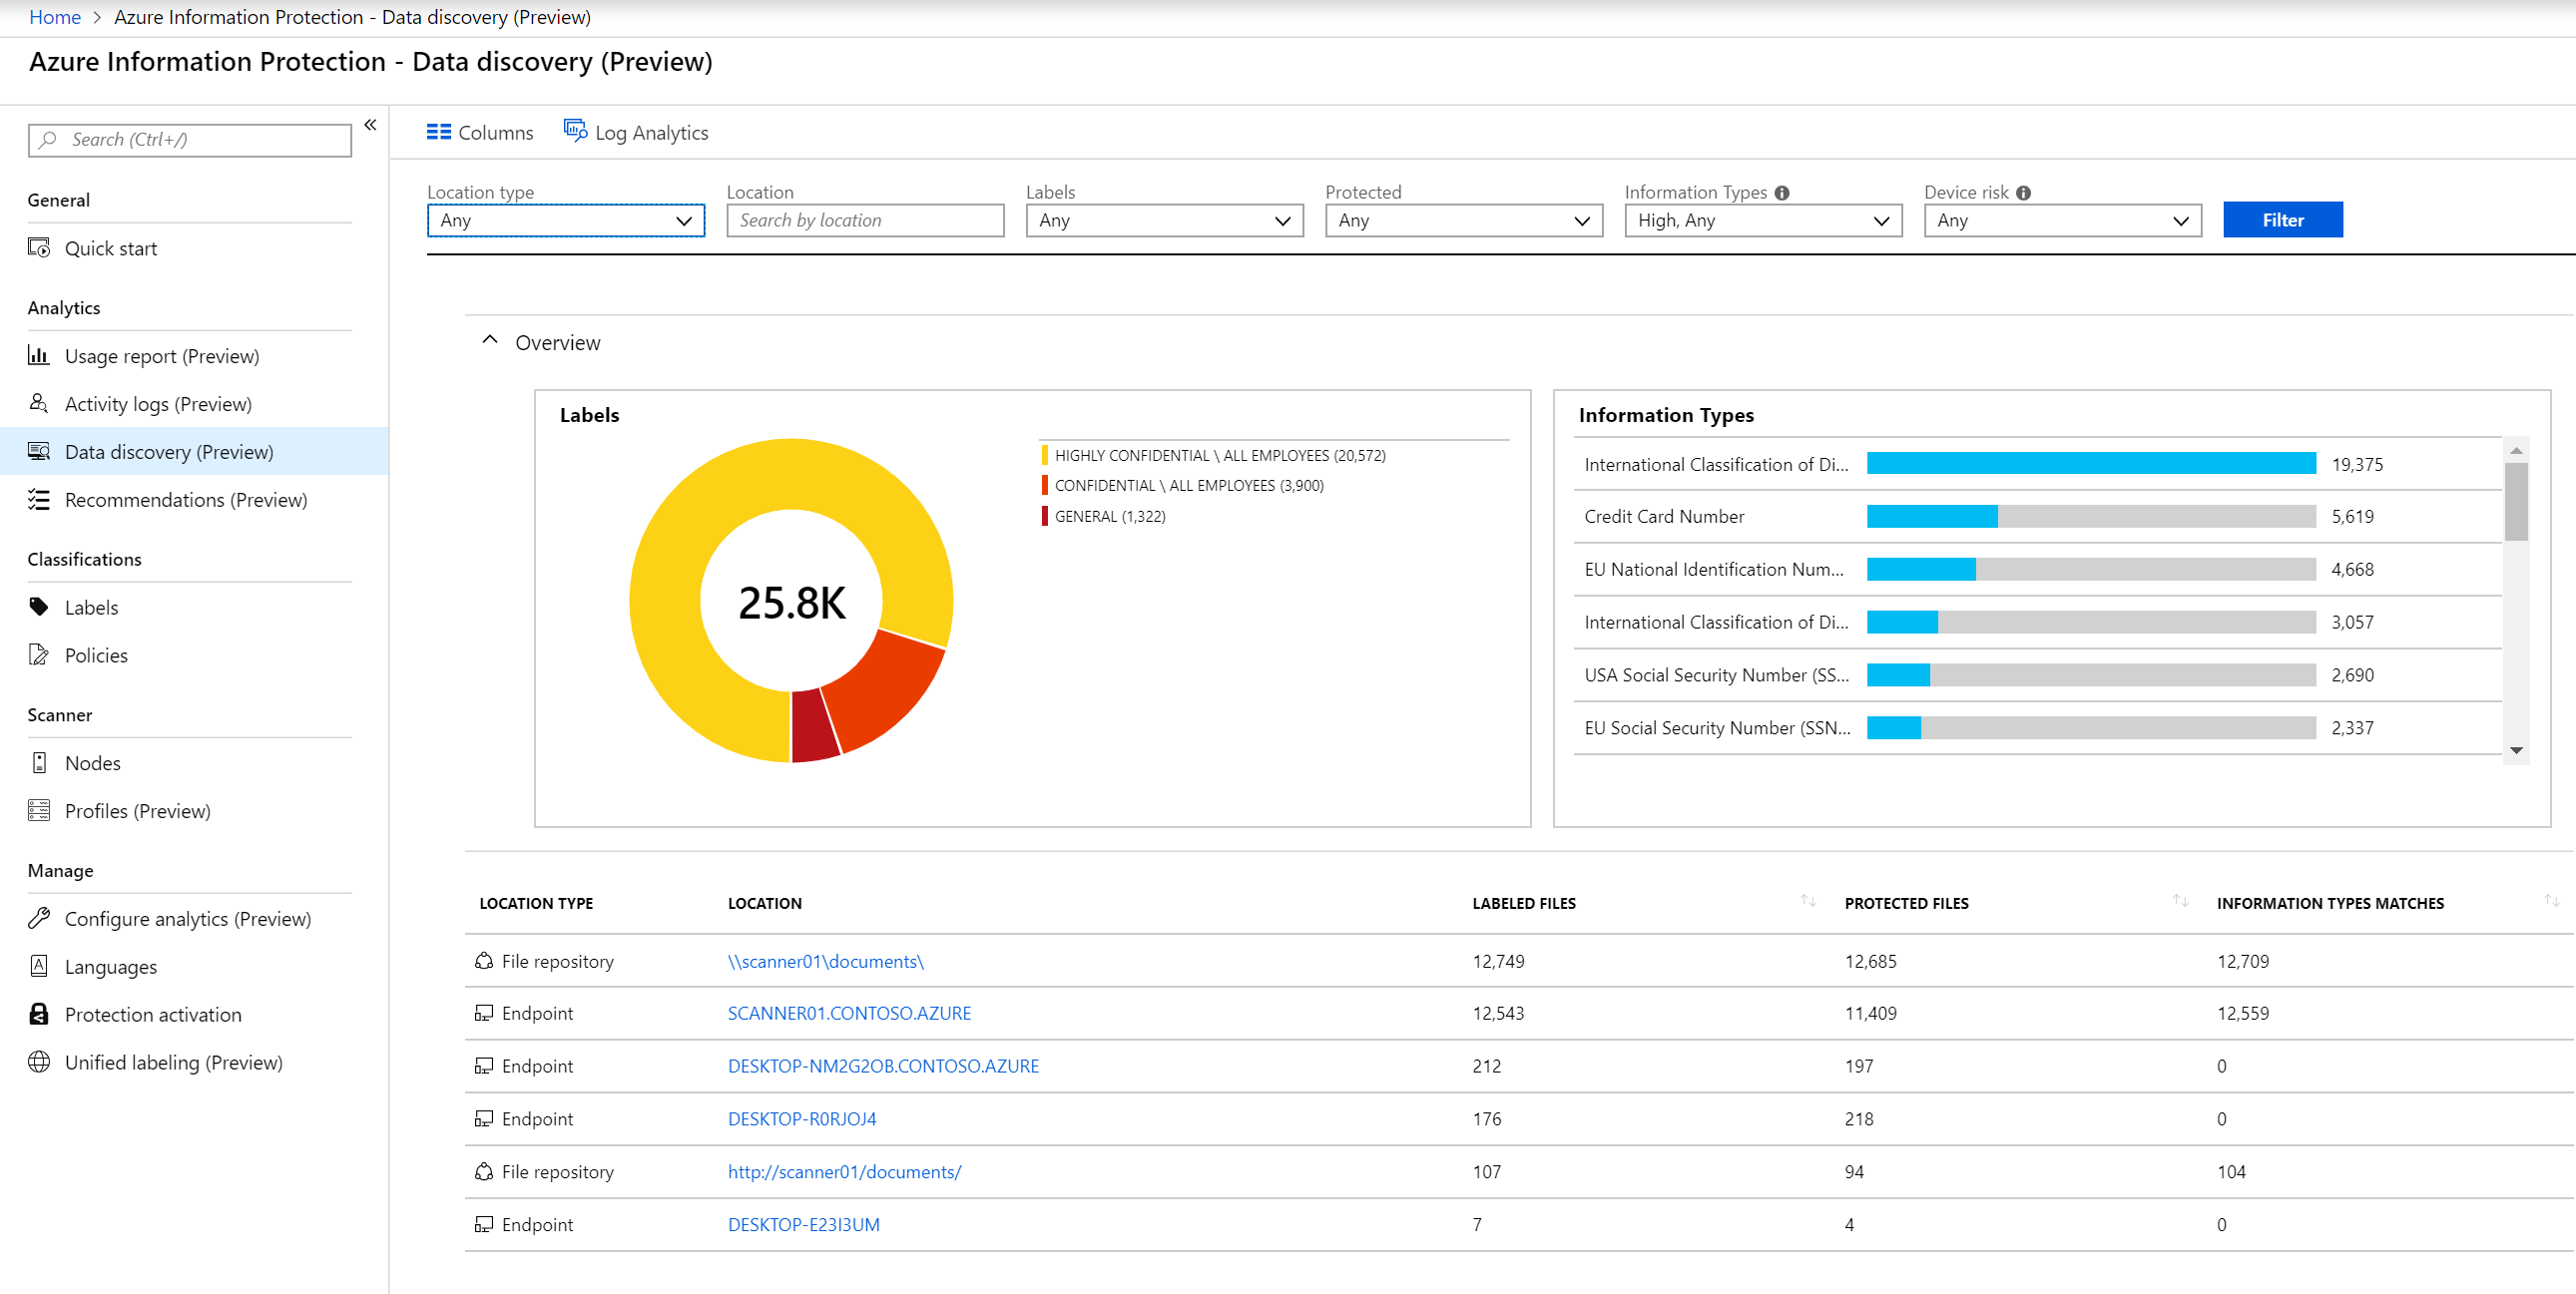 Home > Azure Information Protection - Data discovery (Preview)
Azure Information Protection - Data discovery (Preview)
Search (Ctrl+/)
«
General
Quick start
Analytics
Usage report (Preview)
Activity logs (Preview)
Data discovery (Preview)
Recommendations (Preview)
Classifications
Labels
Policies
Scanner
Nodes
Profiles (Preview)
Manage
Configure analytics (Preview)
Languages
Protection activation
Unified labeling (Preview)
Columns Log Analytics
Location type Location Labels Protected Information Types Device risk
Any Search by location Any Any High, Any Any Filter
Overview
Labels
25.8K
HIGHLY CONFIDENTIAL \ ALL EMPLOYEES (20,572)
CONFIDENTIAL \ ALL EMPLOYEES (3,900)
GENERAL (1,322)
Information Types
International Classification of Di... 19,375
Credit Card Number 5,619
EU National Identification Num... 4,668
International Classification of Di... 3,057
USA Social Security Number (SS... 2,690
EU Social Security Number (SSN... 2,337
LOCATION TYPE LOCATION LABELED FILES PROTECTED FILES INFORMATION TYPES MATCHES
File repository \\scanner01\documents\ 12,749 12,685 12,709
Endpoint SCANNER01.CONTOSO.AZURE 12,543 11,409 12,559
Endpoint DESKTOP-NM2G2OB.CONTOSO.AZURE 212 197 0
Endpoint DESKTOP-R0RJOJ4 176 218 0
File repository http://scanner01/documents/ 107 94 104
Endpoint DESKTOP-E23I3UM 7 4 0